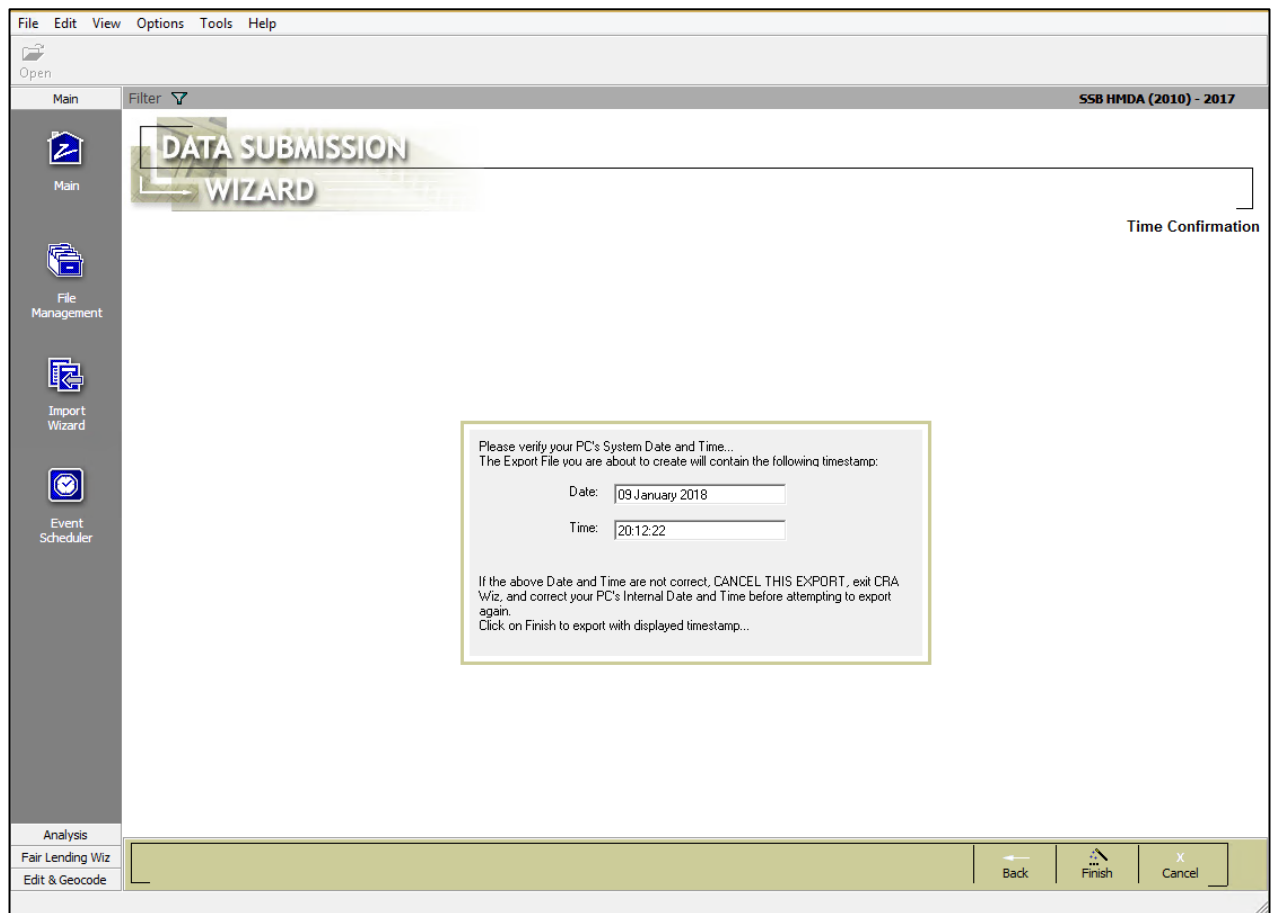 File Edit View Options Tools Help
Open
Main
Filter
SSB HMDA (2010) - 2017
DATA SUBMISSION
WIZARD
Time Confirmation
Main
File
Management
Import
Wizard
Event
Scheduler
Please verify your PC's System Date and Time...
The Export File you are about to create will contain the following timestamp:
Date: 09 January 2018
Time: 20:12:22
If the above Date and Time are not correct, CANCEL THIS EXPORT, exit CRA
Wiz, and correct your PC's Internal Date and Time before attempting to export
again.
Click on Finish to export with displayed timestamp...
Analysis
Fair Lending Wiz
Edit & Geocode
Back
Finish
X
Cancel